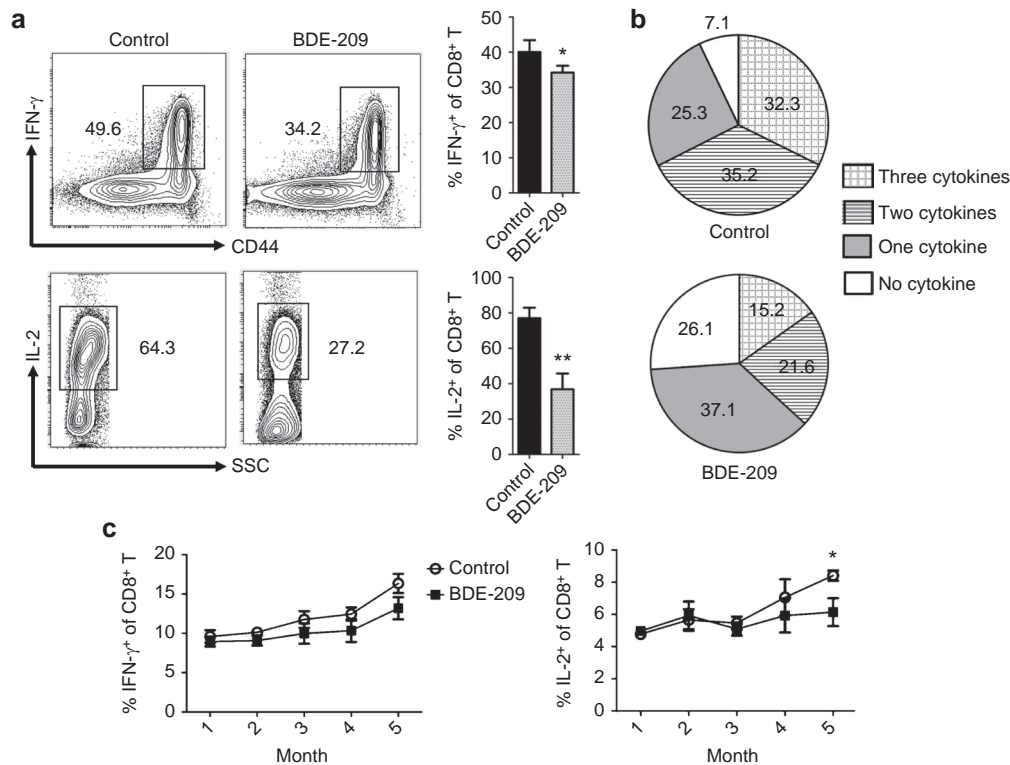 a
Control
BDE-209
IFN-γ
49.6
34.2
CD44
IL-2
64.3
27.2
SSC
% IFN-γ⁺ of CD8⁺ T
50
40
30
20
10
0
*
Control
BDE-209
% IL-2⁺ of CD8⁺ T
100
80
60
40
20
0
**
Control
BDE-209
b
7.1
32.3
25.3
35.2
Control
15.2
26.1
21.6
37.1
BDE-209
Three cytokines
Two cytokines
One cytokine
No cytokine
c
% IFN-γ⁺ of CD8⁺ T
20
15
10
5
0
1 2 3 4 5
Month
Control
BDE-209
% IL-2⁺ of CD8⁺ T
10
8
6
4
2
0
*
1 2 3 4 5
Month